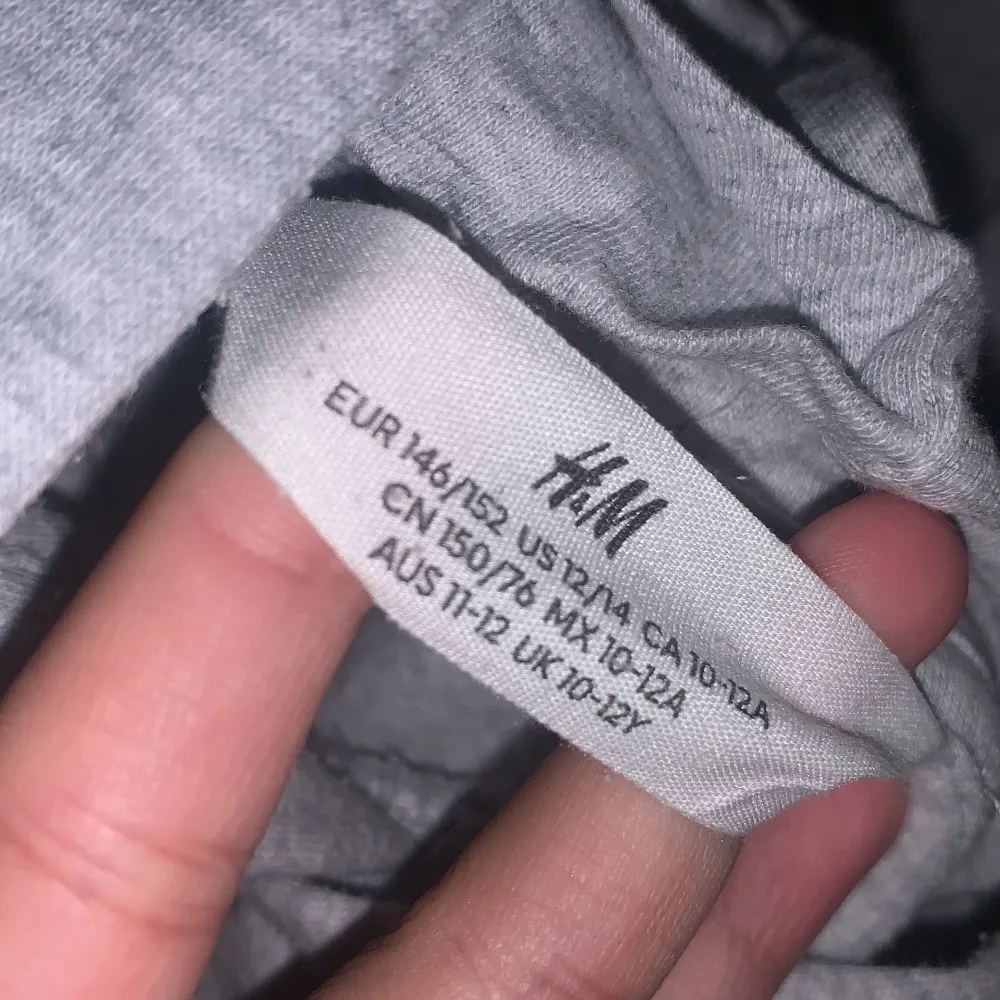 H&M
EUR 146/152 US 12/14 CA 10-12A
CN 150/76 MX 10-12A
AUS 11-12 UK 10-12Y